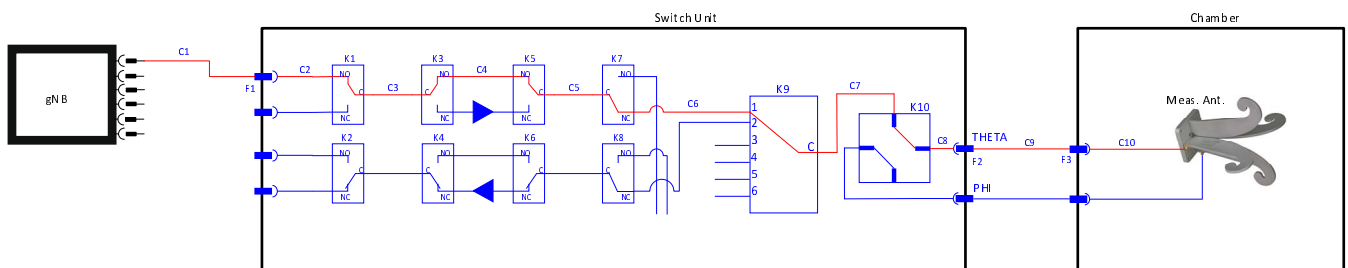 Switch Unit
Chamber
gNB
C1
F1
C2
K1
NO
C
NC
C3
K3
NO
C
NC
C4
K5
NO
C
NC
C5
K7
NO
C
NC
C6
K2
NO
C
NC
K4
NO
C
NC
K6
NO
C
NC
K8
NO
C
NC
K9
1
2
3
4
5
6
C
C7
K10
C8
THETA
F2
PHI
C9
F3
C10
Meas. Ant.